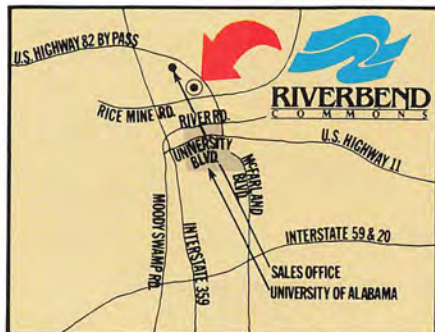 U.S. HIGHWAY 82 BY PASS
RIVERBEND
COMMONS
RICE MINE RD.
RIVER RD.
UNIVERSITY
BLVD.
U.S. HIGHWAY 11
MCFARLAND
BLVD.
MOODY SWAMP RD.
INTERSTATE 359
INTERSTATE 59 & 20
SALES OFFICE
UNIVERSITY OF ALABAMA